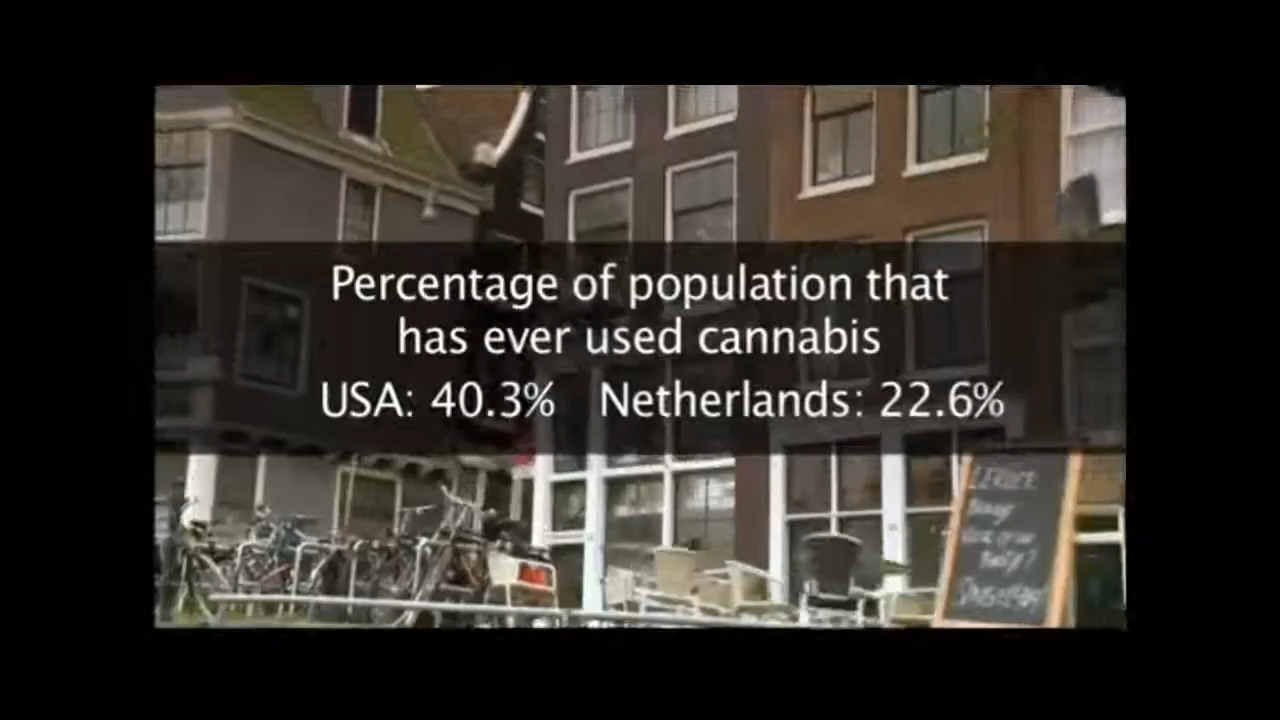 Percentage of population that
has ever used cannabis
USA: 40.3% Netherlands: 22.6%